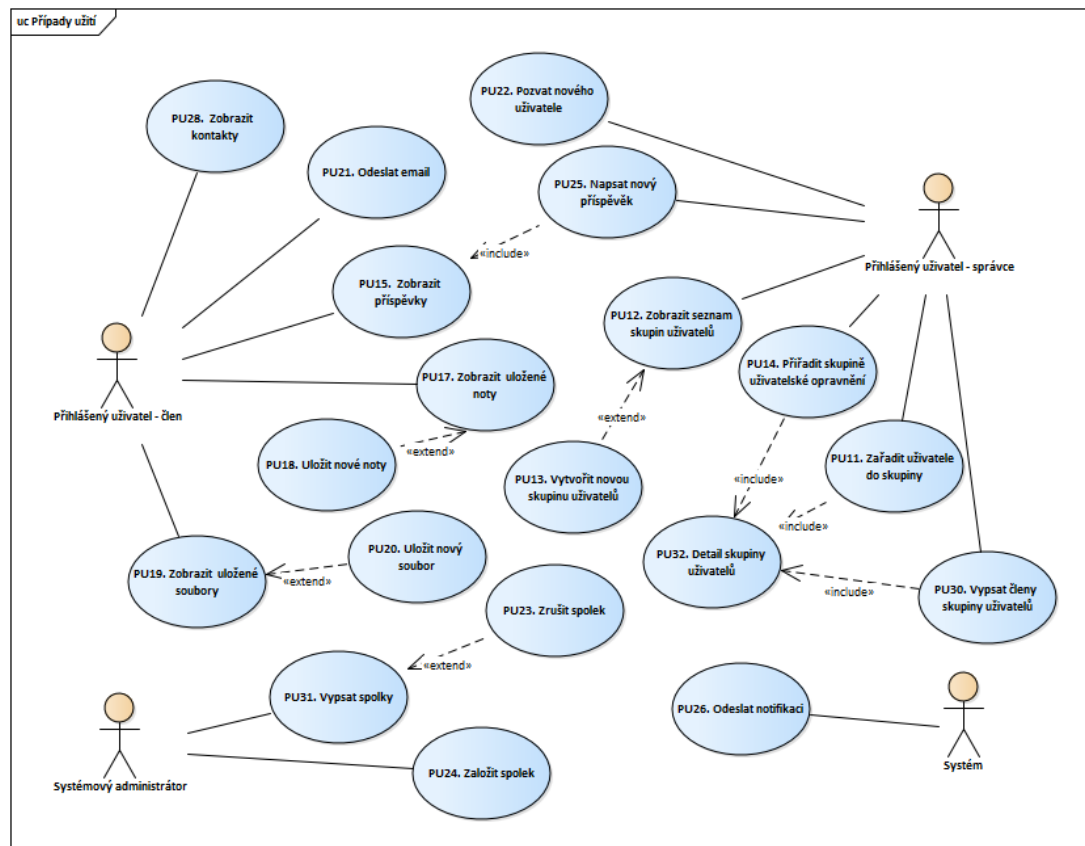 uc Případy užití
PU22. Pozvat nového
uživatele
PU28. Zobrazit
kontakty
PU21. Odeslat email
PU25. Napsat nový
příspěvěk
«include»
Přihlášený uživatel - správce
PU15. Zobrazit
příspěvky
PU12. Zobrazit seznam
skupin uživatelů
PU14. Přiřadit skupině
uživatelské opravnění
PU17. Zobrazit uložené
noty
Přihlášený uživatel - člen
«extend»
«extend»
PU18. Uložit nové noty
PU13. Vytvořit novou
skupinu uživatelů
PU11. Zařadit uživatele
do skupiny
«include»
«include»
PU20. Uložit nový
soubor
PU32. Detail skupiny
uživatelů
PU19. Zobrazit uložené
soubory
«extend»
«include»
PU30. Vypsat členy
skupiny uživatelů
PU23. Zrušit spolek
«extend»
PU31. Vypsat spolky
PU26. Odeslat notifikaci
Systém
PU24. Založit spolek
Systémový administrátor